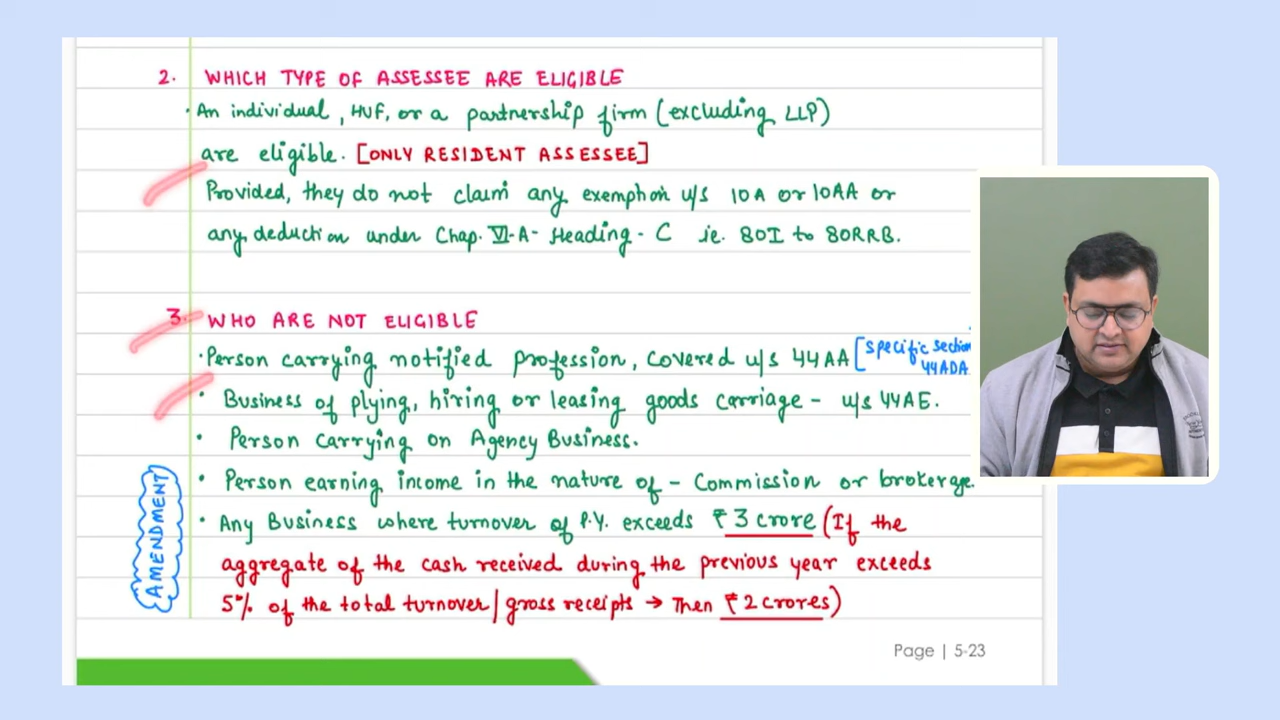 2. WHICH TYPE OF ASSESSEE ARE ELIGIBLE
· An individual, HUF, or a partnership firm (excluding LLP)
are eligible. [ONLY RESIDENT ASSESSEE]
Provided, they do not claim any exemption u/s 10A or 10AA or
any deduction under Chap. VI-A- Heading - C ie. 80I to 80RRB.
3. WHO ARE NOT ELIGIBLE
· Person carrying notified profession, covered u/s 44AA [specific section
44ADA
· Business of plying, hiring or leasing goods carriage - u/s 44AE.
· Person carrying on Agency Business.
· Person earning income in the nature of - Commission or brokerage.
AMENDMENT
· Any Business where turnover of P.Y. exceeds ₹3 crore (If the
aggregate of the cash received during the previous year exceeds
5% of the total turnover/gross receipts → Then ₹2 crores)
Page | 5-23